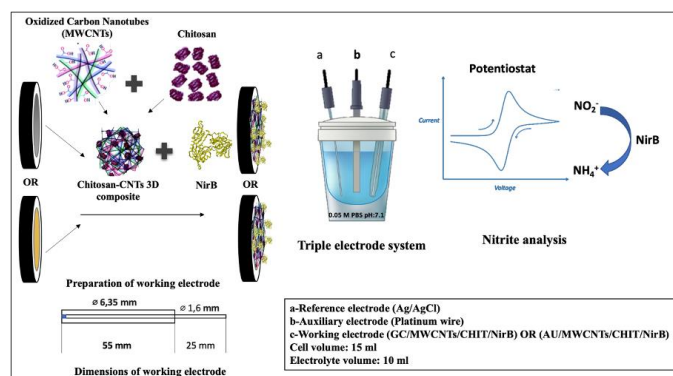 Oxidized Carbon Nanotubes
(MWCNTs)
Chitosan
OR
Chitosan-CNTs 3D
composite
NirB
OR
Preparation of working electrode
ø 6,35 mm
ø 1,6 mm
55 mm
25 mm
Dimensions of working electrode
a
b
c
0.05 M PBS pH:7.1
Triple electrode system
Potentiostat
Current
Voltage
NO₂⁻
NirB
NH₄⁺
Nitrite analysis
a-Reference electrode (Ag/AgCl)
b-Auxiliary electrode (Platinum wire)
c-Working electrode (GC/MWCNTs/CHIT/NirB) OR (AU/MWCNTs/CHIT/NirB)
Cell volume: 15 ml
Electrolyte volume: 10 ml